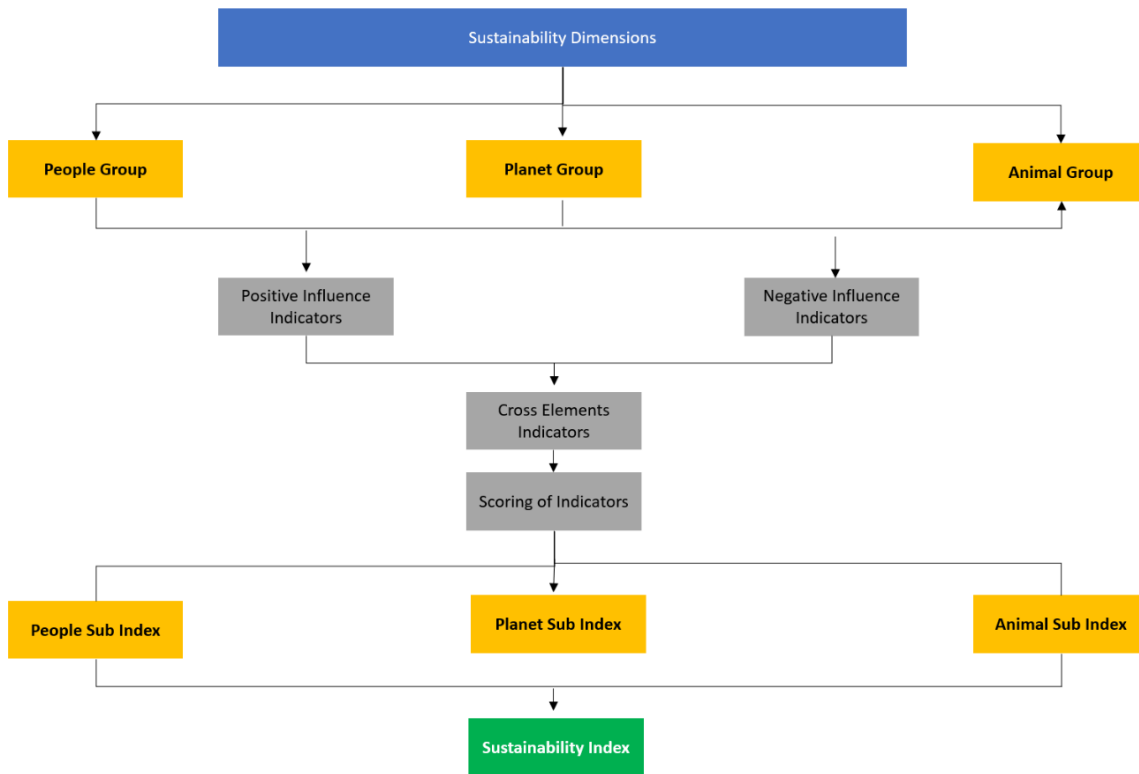 Sustainability Dimensions
People Group
Planet Group
Animal Group
Positive Influence
Indicators
Negative Influence
Indicators
Cross Elements
Indicators
Scoring of Indicators
People Sub Index
Planet Sub Index
Animal Sub Index
Sustainability Index